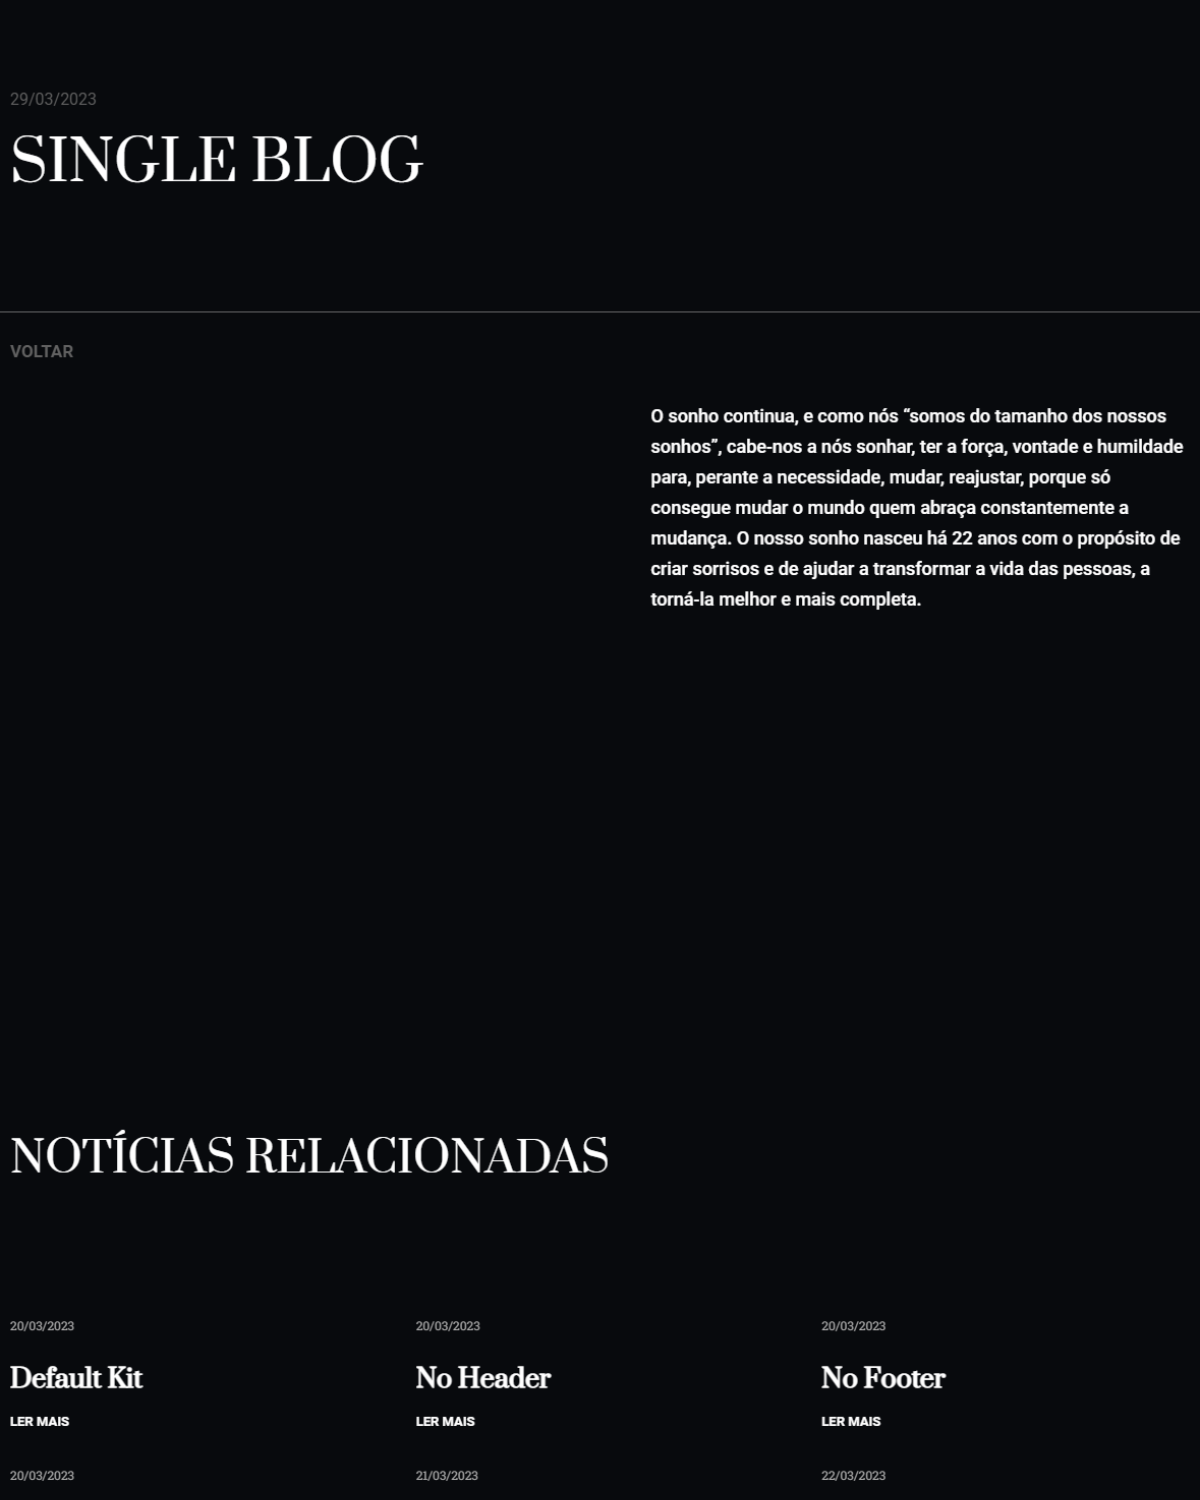 29/03/2023
SINGLE BLOG
VOLTAR
O sonho continua, e como nós “somos do tamanho dos nossos
sonhos”, cabe-nos a nós sonhar, ter a força, vontade e humildade
para, perante a necessidade, mudar, reajustar, porque só
consegue mudar o mundo quem abraça constantemente a
mudança. O nosso sonho nasceu há 22 anos com o propósito de
criar sorrisos e de ajudar a transformar a vida das pessoas, a
torná-la melhor e mais completa.
NOTÍCIAS RELACIONADAS
20/03/2023
Default Kit
LER MAIS
20/03/2023
No Header
LER MAIS
20/03/2023
No Footer
LER MAIS
20/03/2023
21/03/2023
22/03/2023